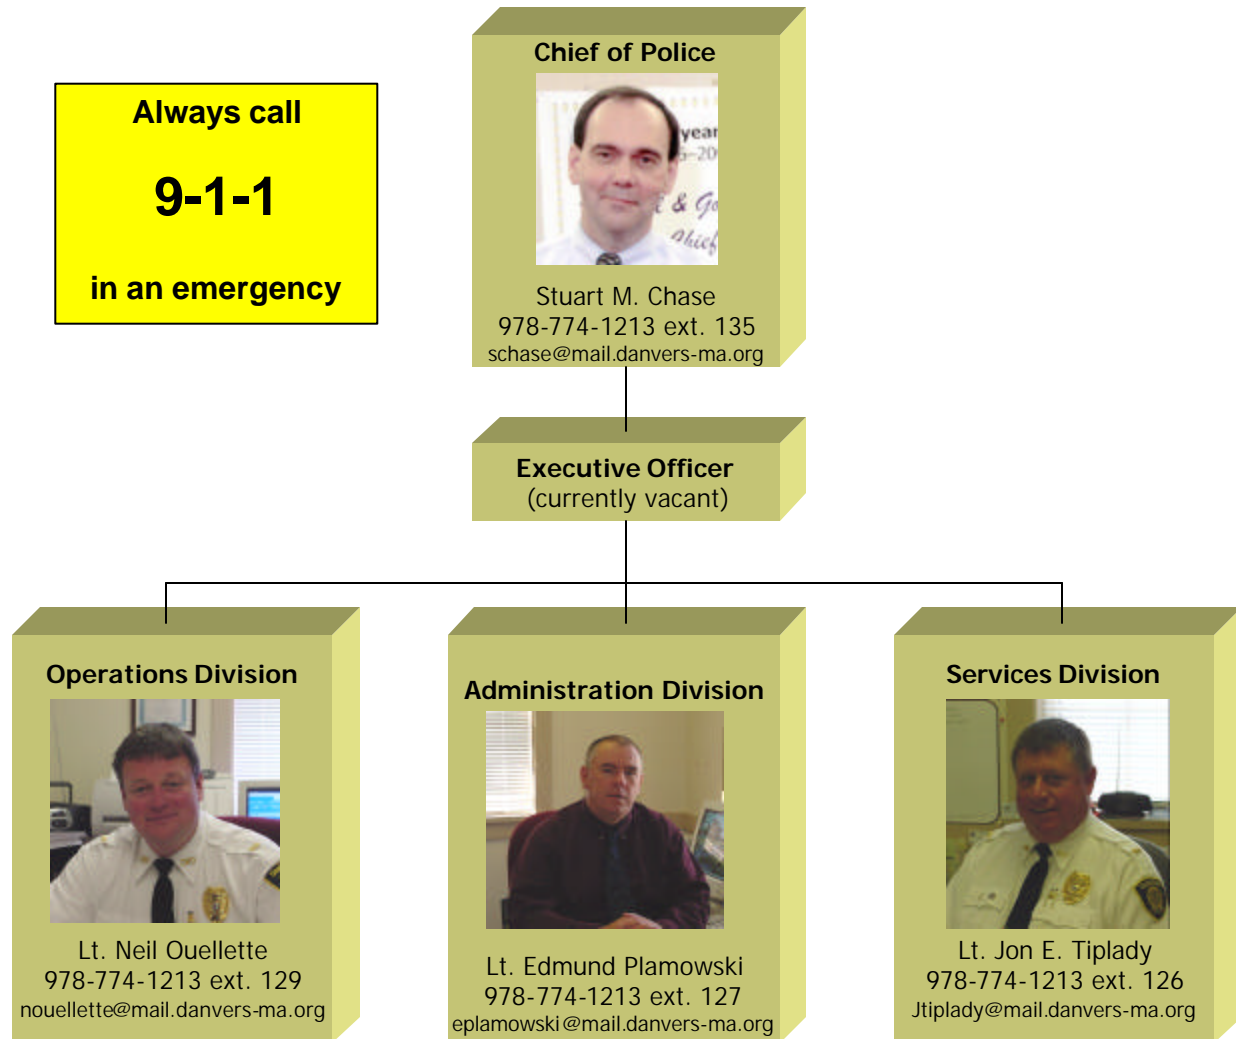 Chief of Police
year
& Go
Chief
Stuart M. Chase
978-774-1213 ext. 135
schase@mail.danvers-ma.org
Always call
9-1-1
in an emergency
Executive Officer
(currently vacant)
Operations Division
Lt. Neil Ouellette
978-774-1213 ext. 129
nouellette@mail.danvers-ma.org
Administration Division
Lt. Edmund Plamowski
978-774-1213 ext. 127
eplamowski@mail.danvers-ma.org
Services Division
Lt. Jon E. Tiplady
978-774-1213 ext. 126
Jtiplady@mail.danvers-ma.org